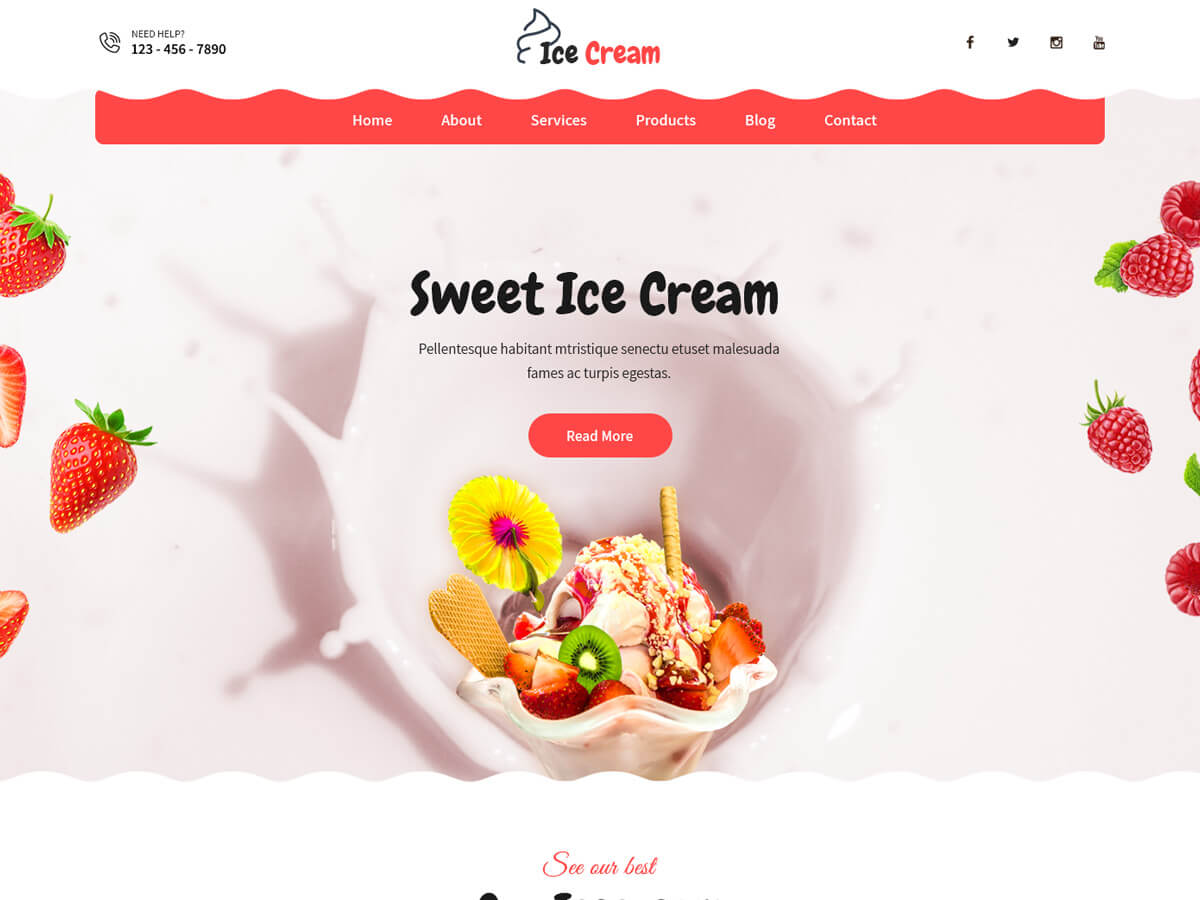 NEED HELP?
123 - 456 - 7890
Ice Cream
Home About Services Products Blog Contact
Sweet Ice Cream
Pellentesque habitant mtristique senectu etuset malesuada
fames ac turpis egestas.
Read More
See our best